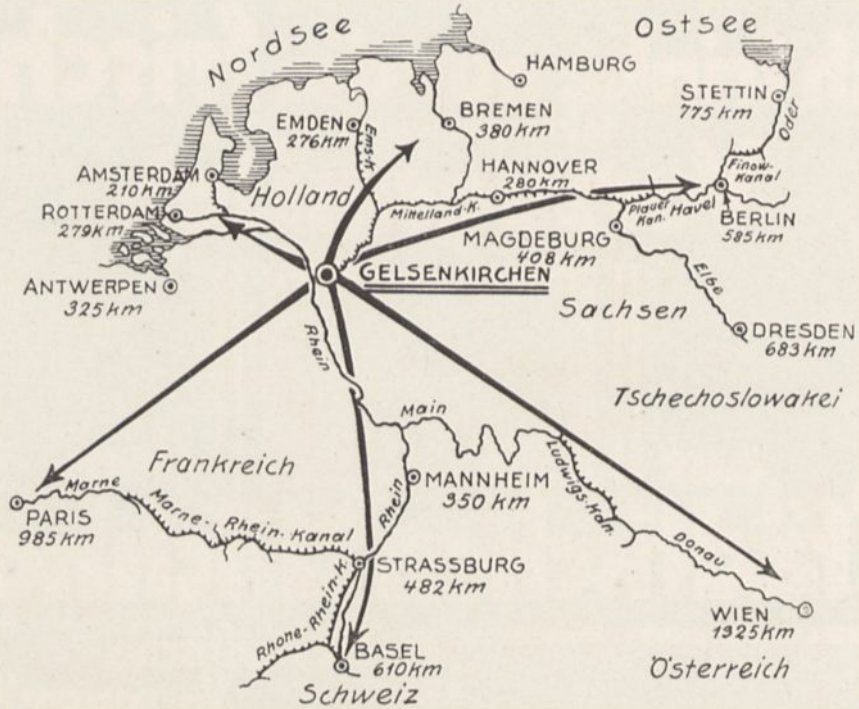 Nordsee
Ostsee
HAMBURG
STETTIN
775 km
Oder
EMDEN
276 km
Ems-K.
BREMEN
380 km
Finow-
Kanal
AMSTERDAM
210 km
Holland
HANNOVER
280 km
Mittelland-K.
Plauer
Kan.
Havel
BERLIN
585 km
ROTTERDAM
279 km
MAGDEBURG
408 km
Elbe
GELSENKIRCHEN
ANTWERPEN
325 km
Sachsen
DRESDEN
683 km
Rhein
Tschechoslowakei
Main
Frankreich
Ludwigs-Kan.
MANNHEIM
350 km
Rhein
Marne
PARIS
985 km
Marne-Rhein-Kanal
Donau
STRASSBURG
482 km
WIEN
1325 km
Rhone-Rhein-K.
BASEL
610 km
Österreich
Schweiz